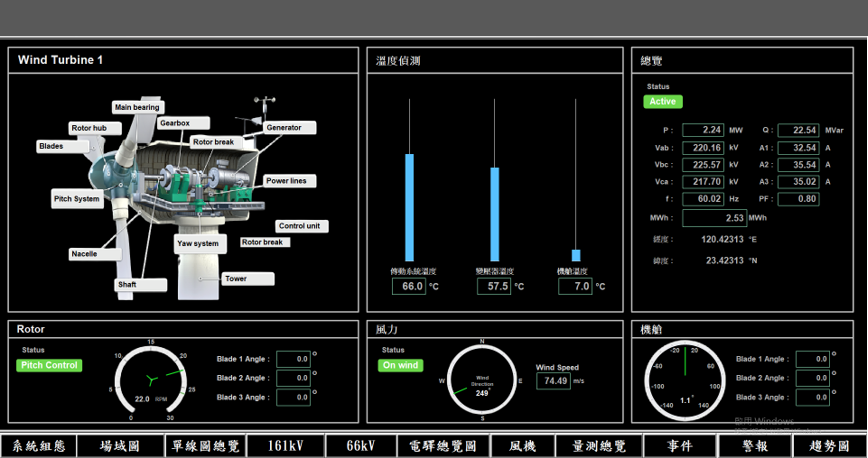 Wind Turbine 1
Main bearing
Gearbox
Rotor hub
Generator
Rotor break
Blades
Power lines
Pitch System
Control unit
Yaw system
Rotor break
Nacelle
Tower
Shaft
溫度偵測
傳動系統溫度
變壓器溫度
機艙溫度
66.0 °C
57.5 °C
7.0 °C
總覽
Status
Active
P : 2.24 MW Q : 22.54 MVar
Vab : 220.16 kV A1 : 32.54 A
Vbc : 225.57 kV A2 : 35.54 A
Vca : 217.70 kV A3 : 35.02 A
f : 60.02 Hz PF : 0.80
MWh : 2.53 MWh
經度 : 120.42313 °E
緯度 : 23.42313 °N
Rotor
Status
Pitch Control
0 5 10 15 20 25 30
22.0 RPM
Blade 1 Angle : 0.0 °
Blade 2 Angle : 0.0 °
Blade 3 Angle : 0.0 °
風力
Status
On wind
N
W
E
S
Wind
Direction
249°
Wind Speed
74.49 m/s
機艙
-20 20
-60 60
-100 100
-140 140
1.1 °
Blade 1 Angle : 0.0 °
Blade 2 Angle : 0.0 °
Blade 3 Angle : 0.0 °
啟用 Windows
系統組態 場域圖 單線圖總覽 161kV 66kV 電驛總覽圖 風機 量測總覽 事件 警報 趨勢圖